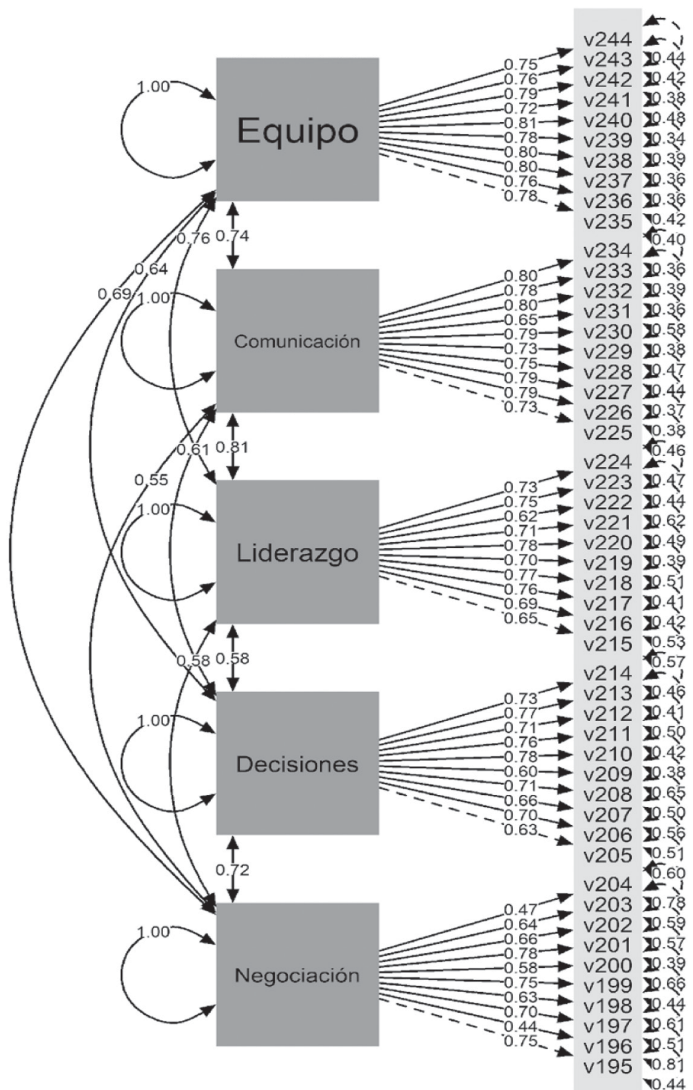 1.00
Equipo
0.75
0.76
0.79
0.72
0.81
0.78
0.80
0.80
0.76
0.78
v244
v243
v242
v241
v240
v239
v238
v237
v236
v235
0.44
0.42
0.38
0.48
0.34
0.39
0.36
0.36
0.42
0.40
0.76
0.74
0.64
0.69
1.00
Comunicación
0.80
0.78
0.80
0.65
0.79
0.73
0.75
0.79
0.79
0.73
v234
v233
v232
v231
v230
v229
v228
v227
v226
v225
0.36
0.39
0.36
0.58
0.38
0.47
0.44
0.37
0.38
0.46
0.61
0.81
0.55
1.00
Liderazgo
0.73
0.75
0.62
0.71
0.78
0.70
0.77
0.76
0.69
0.65
v224
v223
v222
v221
v220
v219
v218
v217
v216
v215
0.47
0.44
0.62
0.49
0.39
0.51
0.41
0.42
0.53
0.57
0.58
0.58
1.00
Decisiones
0.73
0.77
0.71
0.76
0.78
0.60
0.71
0.66
0.70
0.63
v214
v213
v212
v211
v210
v209
v208
v207
v206
v205
0.46
0.41
0.50
0.42
0.38
0.65
0.50
0.56
0.51
0.60
0.72
1.00
Negociación
0.47
0.64
0.66
0.78
0.58
0.75
0.63
0.70
0.44
0.75
v204
v203
v202
v201
v200
v199
v198
v197
v196
v195
0.78
0.59
0.57
0.39
0.66
0.44
0.61
0.51
0.81
0.44